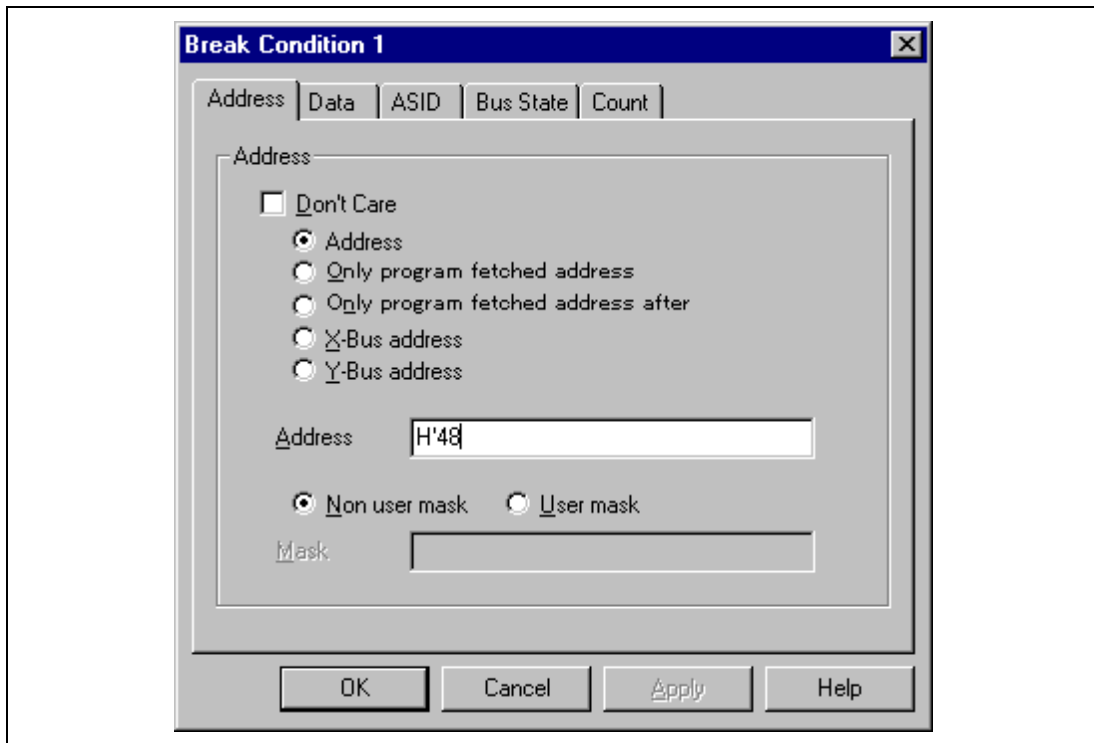 Break Condition 1
Address Data ASID Bus State Count
Address
Don't Care
Address
Only program fetched address
Only program fetched address after
X-Bus address
Y-Bus address
Address H'48
Non user mask User mask
Mask
OK Cancel Apply Help